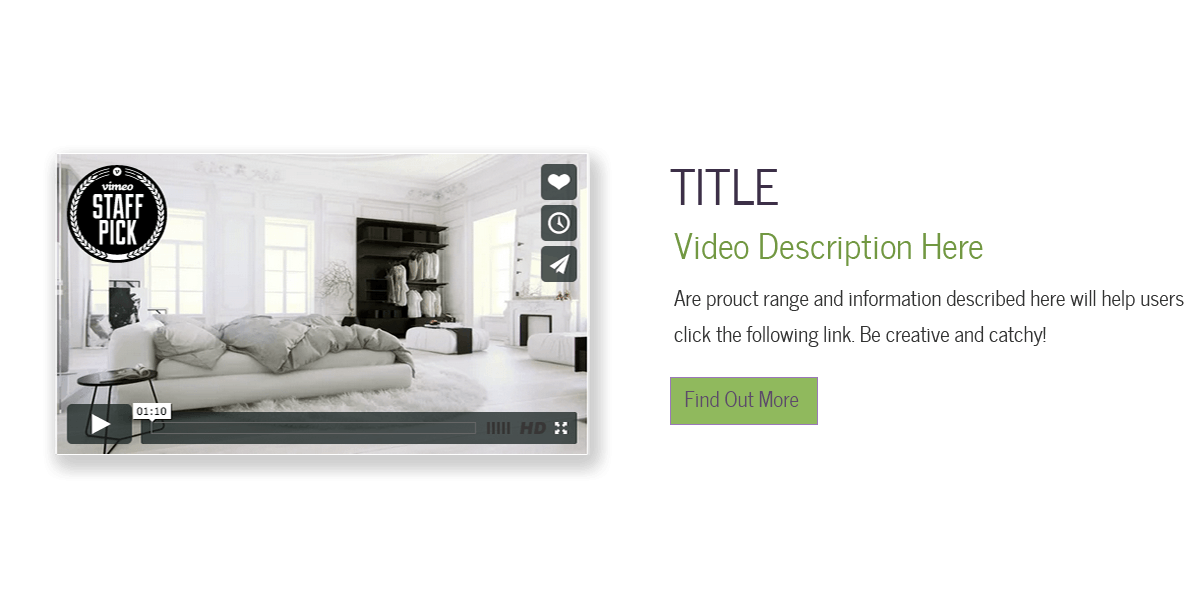 vimeo
STAFF
PICK
01:10
HD
TITLE
Video Description Here
Are prouct range and information described here will help users
click the following link. Be creative and catchy!
Find Out More